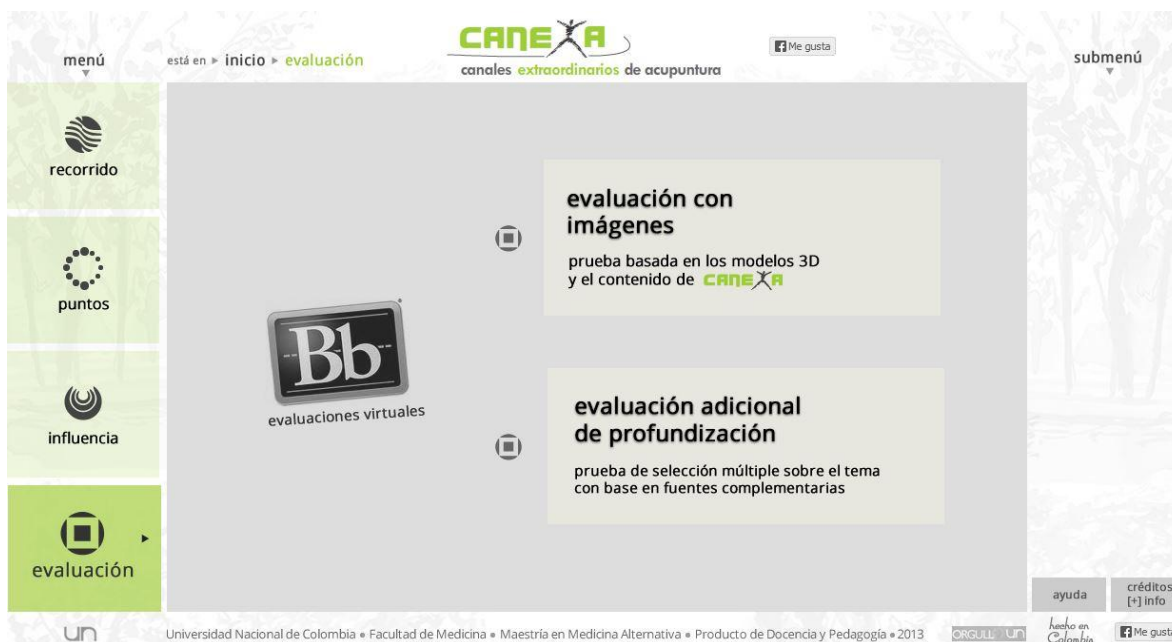 menú
está en ▸ inicio ▸ evaluación
CANEXA
canales extraordinarios de acupuntura
Me gusta
submenú
recorrido
puntos
influencia
evaluación
Bb
evaluaciones virtuales
evaluación con
imágenes
prueba basada en los modelos 3D
y el contenido de CANEXA
evaluación adicional
de profundización
prueba de selección múltiple sobre el tema
con base en fuentes complementarias
ayuda
créditos
[+] info
un
Universidad Nacional de Colombia • Facultad de Medicina • Maestría en Medicina Alternativa • Producto de Docencia y Pedagogía • 2013
ORGULLO UN
hecho en
Colombia
Me gusta